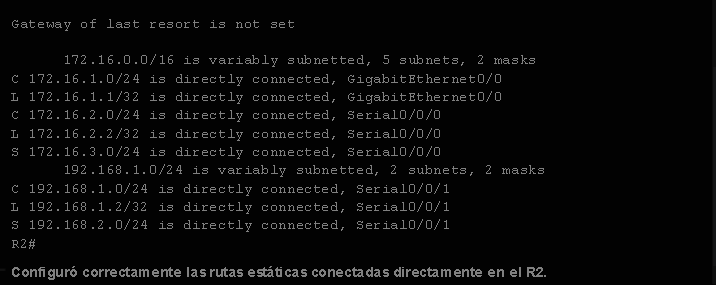 Gateway of last resort is not set
172.16.0.0/16 is variably subnetted, 5 subnets, 2 masks
C 172.16.1.0/24 is directly connected, GigabitEthernet0/0
L 172.16.1.1/32 is directly connected, GigabitEthernet0/0
C 172.16.2.0/24 is directly connected, Serial0/0/0
L 172.16.2.2/32 is directly connected, Serial0/0/0
S 172.16.3.0/24 is directly connected, Serial0/0/0
192.168.1.0/24 is variably subnetted, 2 subnets, 2 masks
C 192.168.1.0/24 is directly connected, Serial0/0/1
L 192.168.1.2/32 is directly connected, Serial0/0/1
S 192.168.2.0/24 is directly connected, Serial0/0/1
R2#
Configuró correctamente las rutas estáticas conectadas directamente en el R2.